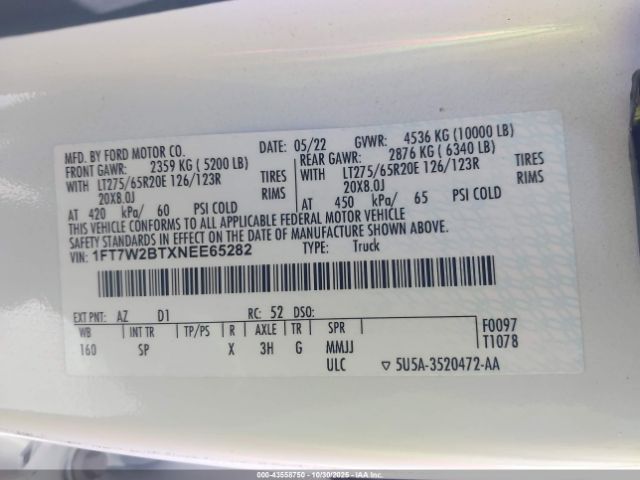 MFD. BY FORD MOTOR CO. DATE: 05/22 GVWR: 4536 KG (10000 LB)
FRONT GAWR: 2359 KG ( 5200 LB) REAR GAWR: 2876 KG ( 6340 LB)
WITH LT275/65R20E 126/123R TIRES WITH LT275/65R20E 126/123R TIRES
20X8.0J RIMS 20X8.0J RIMS
AT 420 kPa/ 60 PSI COLD AT 450 kPa/ 65 PSI COLD
THIS VEHICLE CONFORMS TO ALL APPLICABLE FEDERAL MOTOR VEHICLE
SAFETY STANDARDS IN EFFECT ON THE DATE OF MANUFACTURE SHOWN ABOVE.
VIN: 1FT7W2BTXNEE65282 TYPE: Truck
EXT PNT: AZ D1 RC: 52 DSO:
WB INT TR TP/PS R AXLE TR SPR F0097
160 SP X 3H G MMJJ T1078
ULC ▽ 5U5A-3520472-AA
000-43558750 10/30/2025 IAAI.COM